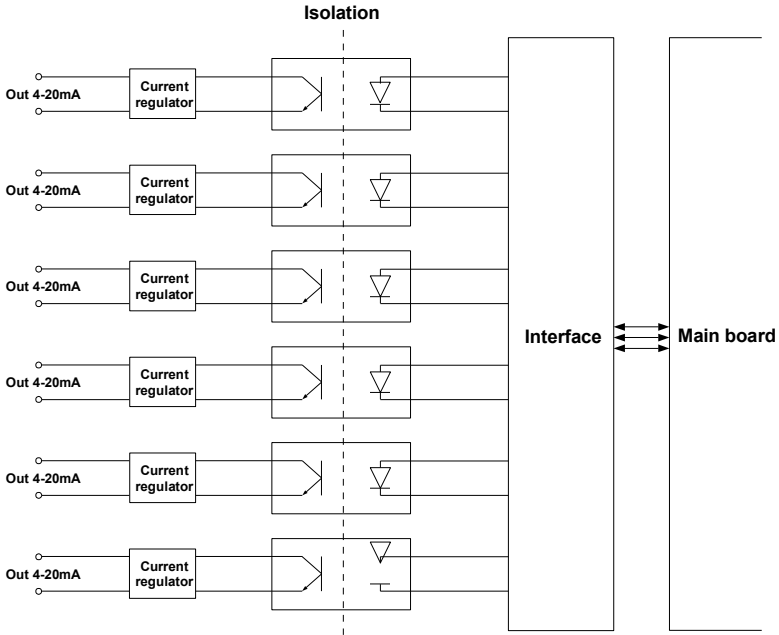 Isolation
Out 4-20mA
Current
regulator
Out 4-20mA
Current
regulator
Out 4-20mA
Current
regulator
Interface
Main board
Out 4-20mA
Current
regulator
Out 4-20mA
Current
regulator
Out 4-20mA
Current
regulator